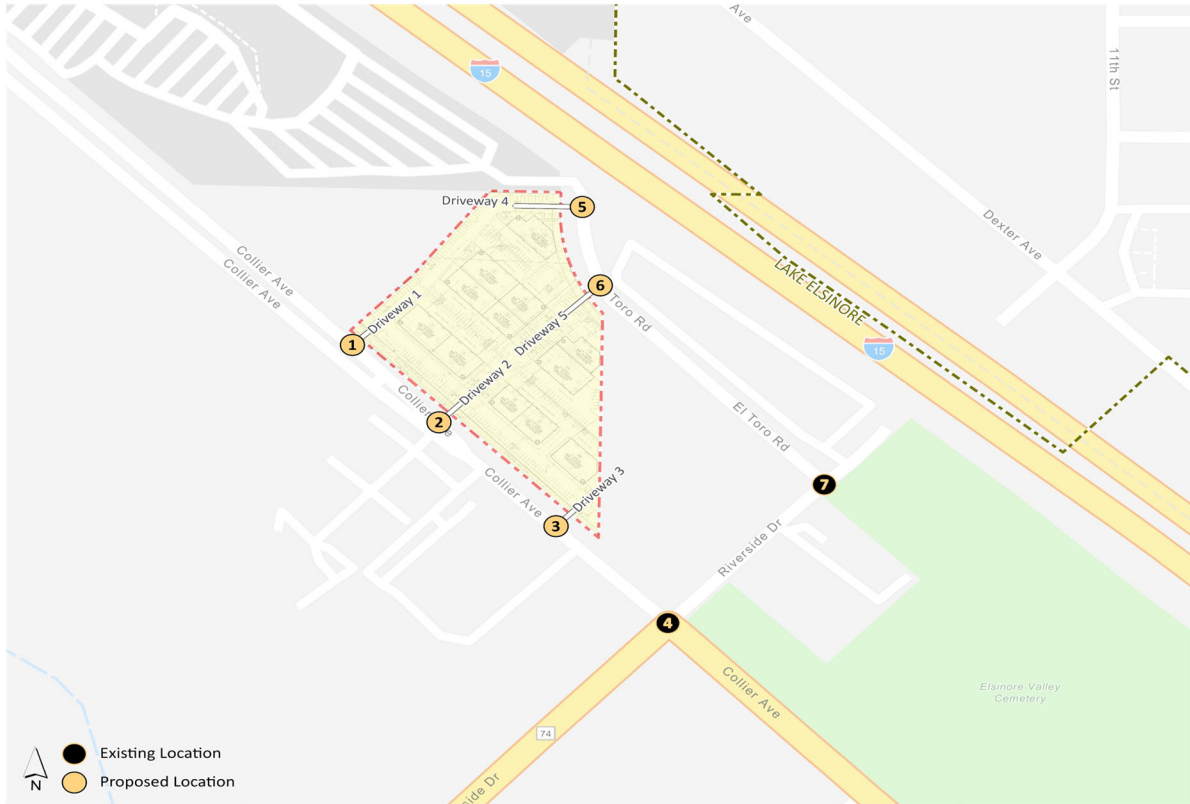 Ave
11th St
15
Driveway 4
5
Dexter Ave
Collier Ave
Collier Ave
LAKE ELSINORE
6
Toro Rd
Driveway 1
Driveway 5
1
15
Driveway 2
Collier Ave
2
El Toro Rd
Collier Ave
Driveway 3
7
3
Riverside Dr
4
Elsinore Valley
Cemetery
Collier Ave
74
side Dr
N
Existing Location
Proposed Location